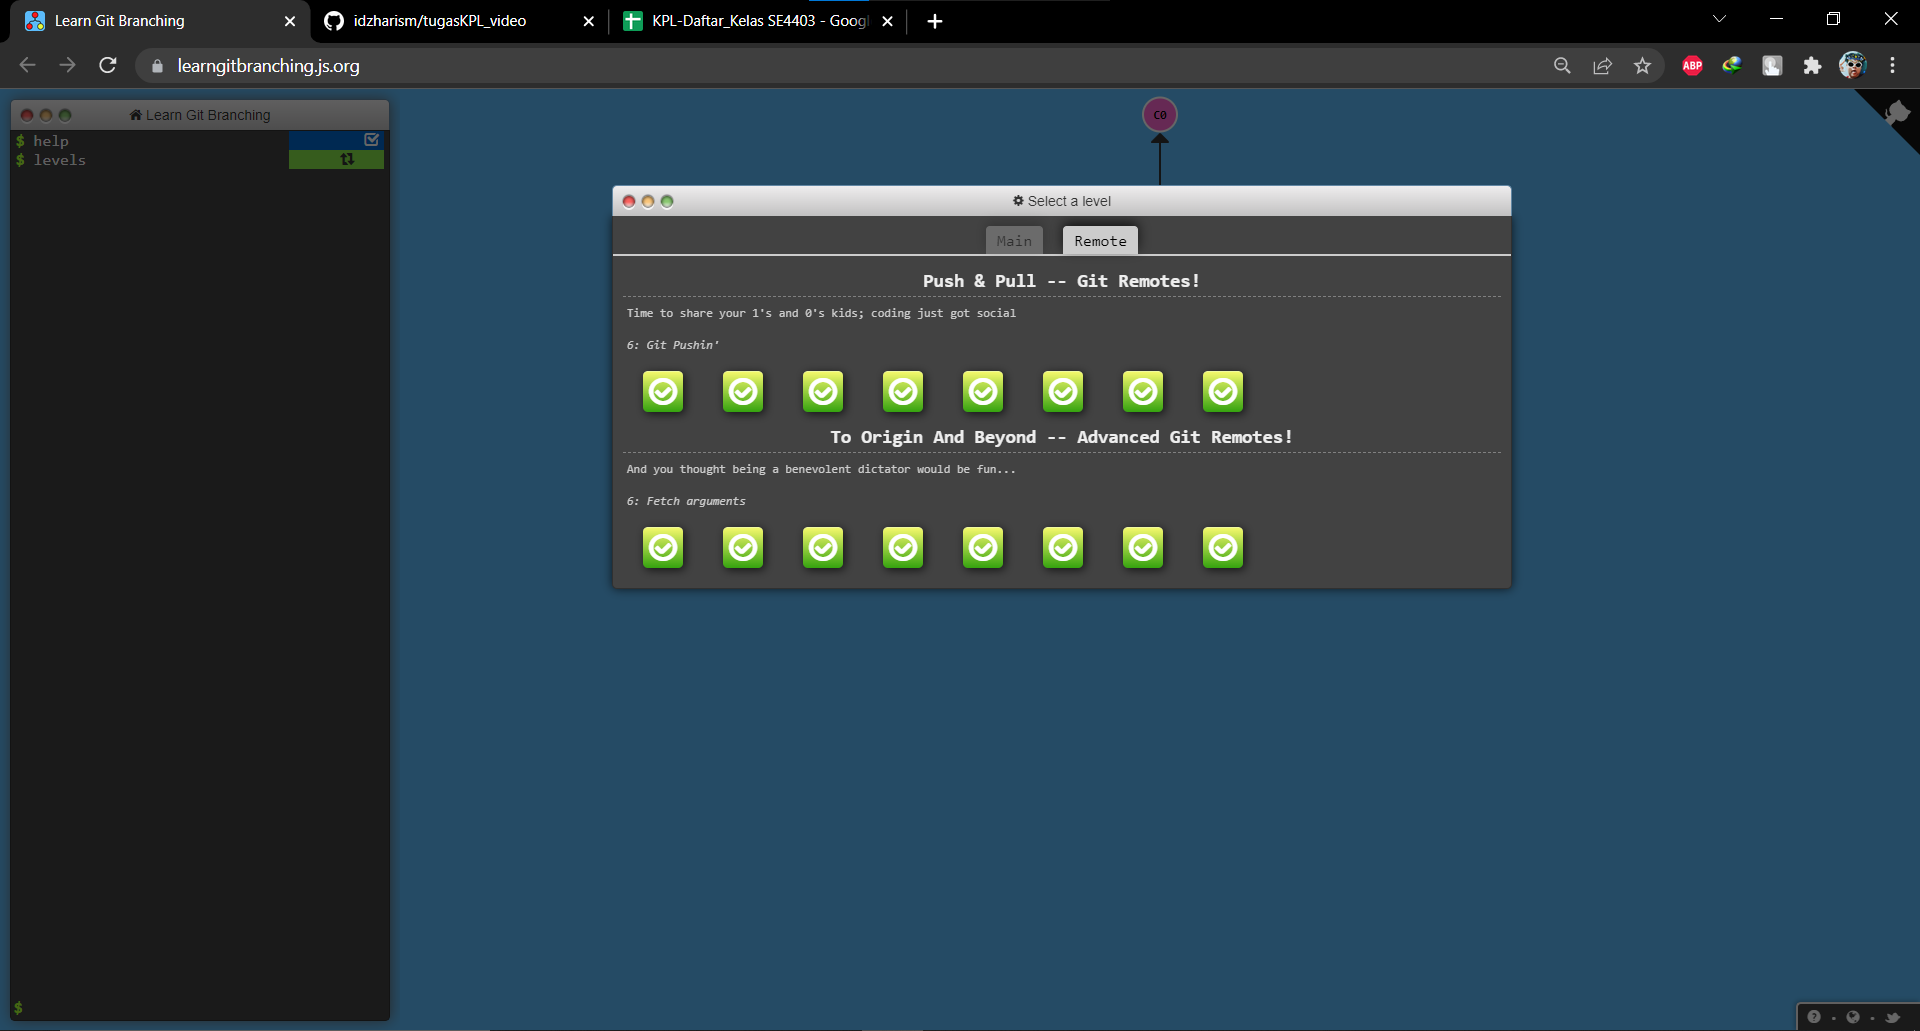 Learn Git Branching
idzharism/tugasKPL_video
KPL-Daftar_Kelas SE4403 - Goog
learngitbranching.js.org
ABP
Learn Git Branching
$ help
$ levels
C0
Select a level
Main
Remote
Push & Pull -- Git Remotes!
Time to share your 1's and 0's kids; coding just got social
6: Git Pushin'
To Origin And Beyond -- Advanced Git Remotes!
And you thought being a benevolent dictator would be fun...
6: Fetch arguments
$